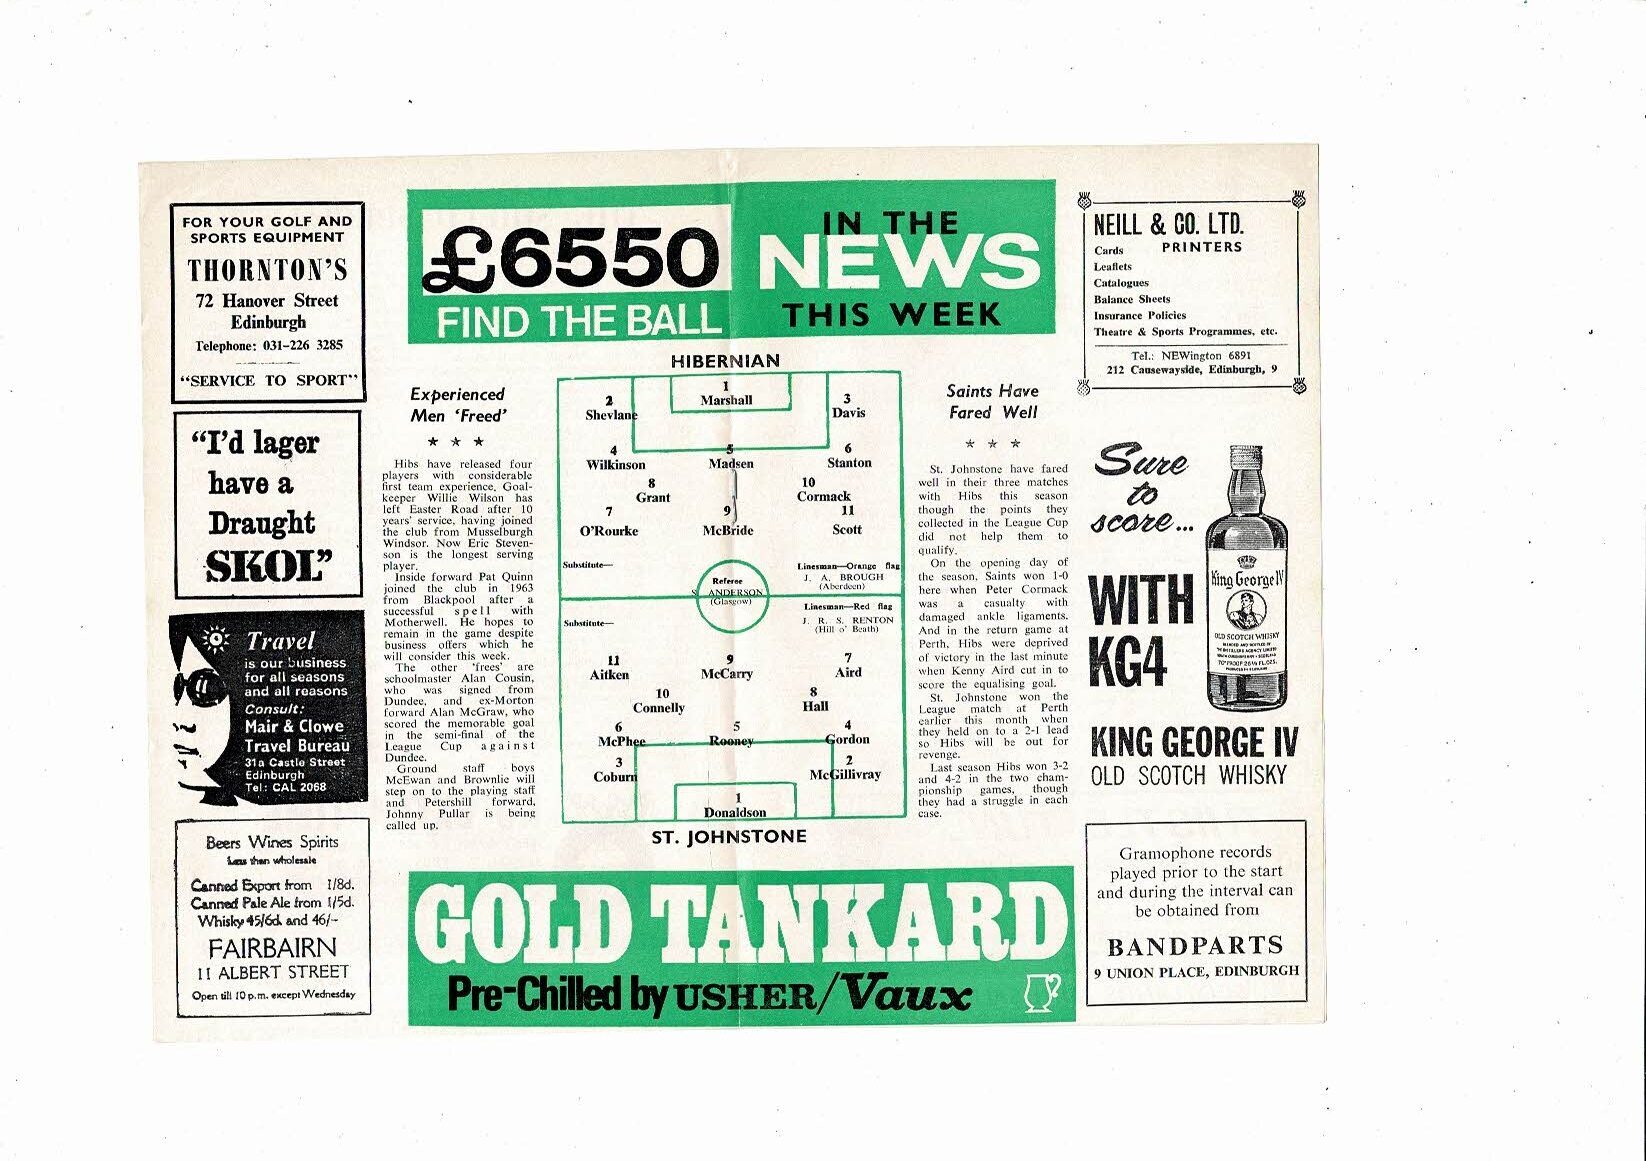 FOR YOUR GOLF AND
SPORTS EQUIPMENT
THORNTON'S
72 Hanover Street
Edinburgh
Telephone: 031-226 3285
"SERVICE TO SPORT"
"I'd lager
have a
Draught
SKOL"
Travel
is our business
for all seasons
and all reasons
Consult:
Mair & Clowe
Travel Bureau
31a Castle Street
Edinburgh
Tel: CAL 2068
Beers Wines Spirits
Less than wholesale
Canned Export from 1/8d.
Canned Pale Ale from 1/5d.
Whisky 45/6d. and 46/-
FAIRBAIRN
11 ALBERT STREET
Open till 10 p.m. except Wednesday
£6550
FIND THE BALL
IN THE
NEWS
THIS WEEK
Experienced
Men 'Freed'
★ ★ ★
Hibs have released four
players with considerable
first team experience. Goal-
keeper Willie Wilson has
left Easter Road after 10
years' service, having joined
the club from Musselburgh
Windsor. Now Eric Steven-
son is the longest serving
player.
Inside forward Pat Quinn
joined the club in 1963
from Blackpool after a
successful spell with
Motherwell. He hopes to
remain in the game despite
business offers which he
will consider this week.
The other 'frees' are
schoolmaster Alan Cousin,
who was signed from
Dundee, and ex-Morton
forward Alan McGraw, who
scored the memorable goal
in the semi-final of the
League Cup against
Dundee.
Ground staff boys
McEwan and Brownlie will
step on to the playing staff
and Petershill forward,
Johnny Pullar is being
called up.
HIBERNIAN
1
Marshall
2 3
Shevlane Davis
4 5 6
Wilkinson Madsen Stanton
8 10
Grant Cormack
7 9 11
O'Rourke McBride Scott
Substitute—
Linesman—Orange flag
J. A. BROUGH
(Aberdeen)
Referee
S. ANDERSON
(Glasgow)
Linesman—Red flag
J. R. S. RENTON
(Hill o' Beath)
Substitute—
11 9 7
Aitken McCarry Aird
10 8
Connelly Hall
6 5 4
McPhee Rooney Gordon
3 2
Coburn McGillivray
1
Donaldson
ST. JOHNSTONE
Saints Have
Fared Well
★ ★ ★
St. Johnstone have fared
well in their three matches
with Hibs this season
though the points they
collected in the League Cup
did not help them to
qualify.
On the opening day of
the season, Saints won 1-0
here when Peter Cormack
was a casualty with
damaged ankle ligaments.
And in the return game at
Perth, Hibs were deprived
of victory in the last minute
when Kenny Aird cut in to
score the equalising goal.
St. Johnstone won the
League match at Perth
earlier this month when
they held on to a 2-1 lead
so Hibs will be out for
revenge.
Last season Hibs won 3-2
and 4-2 in the two cham-
pionship games, though
they had a struggle in each
case.
GOLD TANKARD
Pre-Chilled by USHER/Vaux
NEILL & CO. LTD.
PRINTERS
Cards
Leaflets
Catalogues
Balance Sheets
Insurance Policies
Theatre & Sports Programmes, etc.
Tel.: NEWington 6891
212 Causewayside, Edinburgh, 9
Sure
to
score...
WITH
KG4
King George IV
OLD SCOTCH WHISKY
KING GEORGE IV
OLD SCOTCH WHISKY
Gramophone records
played prior to the start
and during the interval can
be obtained from
BANDPARTS
9 UNION PLACE, EDINBURGH